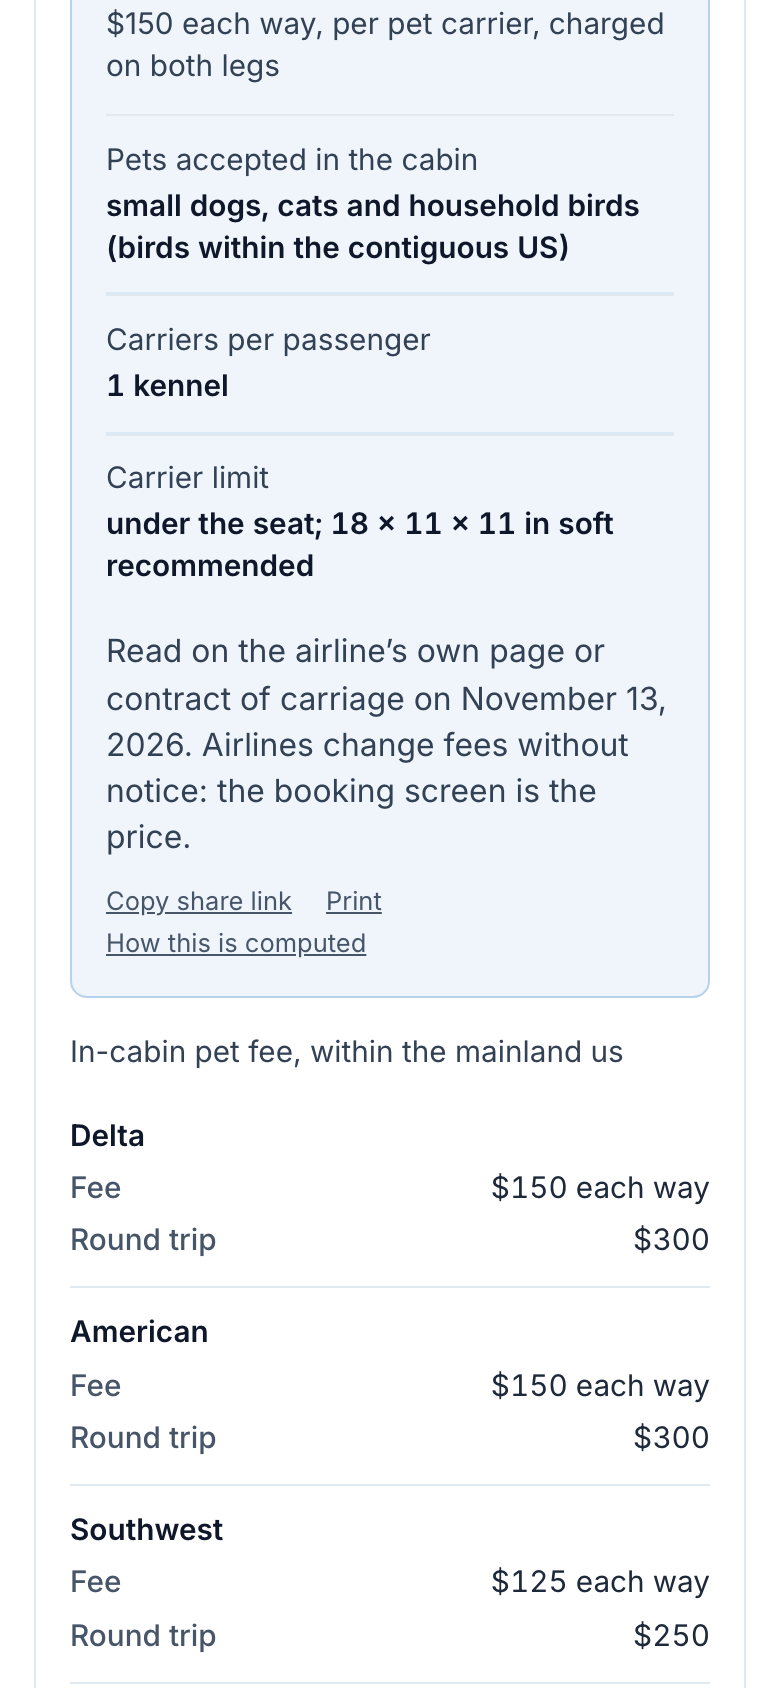 $150 each way, per pet carrier, charged
on both legs
Pets accepted in the cabin
small dogs, cats and household birds
(birds within the contiguous US)
Carriers per passenger
1 kennel
Carrier limit
under the seat; 18 × 11 × 11 in soft
recommended
Read on the airline’s own page or
contract of carriage on November 13,
2026. Airlines change fees without
notice: the booking screen is the
price.
Copy share link Print
How this is computed
In-cabin pet fee, within the mainland us
Delta
Fee $150 each way
Round trip $300
American
Fee $150 each way
Round trip $300
Southwest
Fee $125 each way
Round trip $250